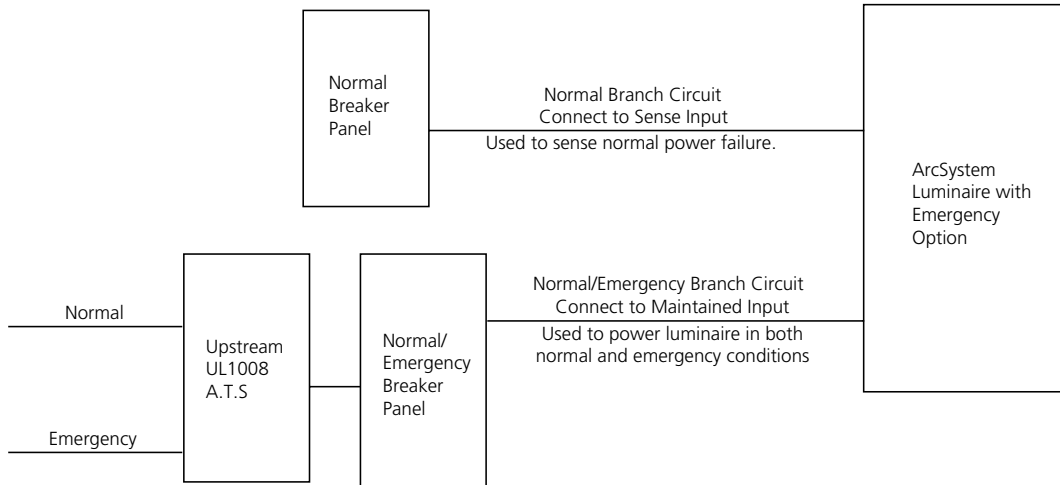 Normal
Breaker
Panel
Normal Branch Circuit
Connect to Sense Input
Used to sense normal power failure.
ArcSystem
Luminaire with
Emergency
Option
Normal
Emergency
Upstream
UL1008
A.T.S
Normal/
Emergency
Breaker
Panel
Normal/Emergency Branch Circuit
Connect to Maintained Input
Used to power luminaire in both
normal and emergency conditions